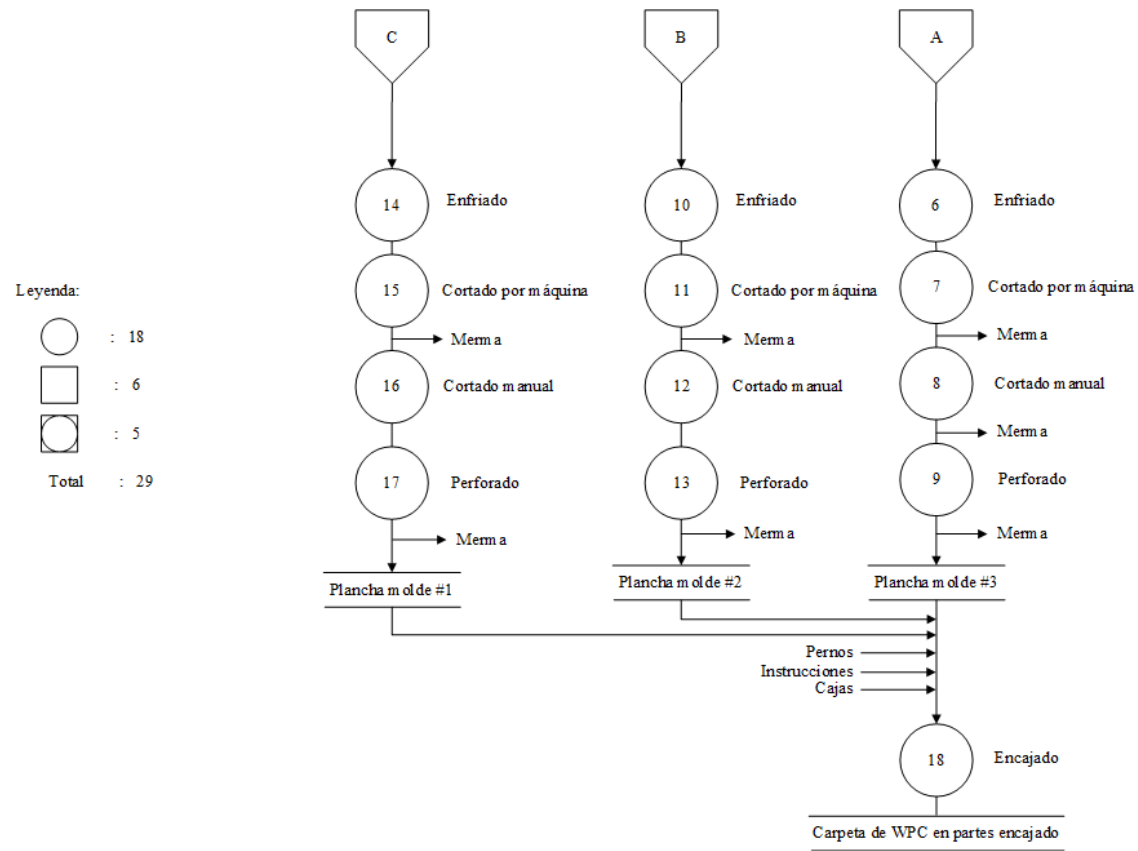 C
B
A
14 Enfriado
10 Enfriado
6 Enfriado
Leyenda:
15 Cortado por máquina
11 Cortado por máquina
7 Cortado por máquina
: 18
Merma
Merma
Merma
: 6
16 Cortado manual
12 Cortado manual
8 Cortado manual
: 5
Merma
Total : 29
17 Perforado
13 Perforado
9 Perforado
Merma
Merma
Merma
Plancha molde #1
Plancha molde #2
Plancha molde #3
Pernos
Instrucciones
Cajas
18 Encajado
Carpeta de WPC en partes encajado